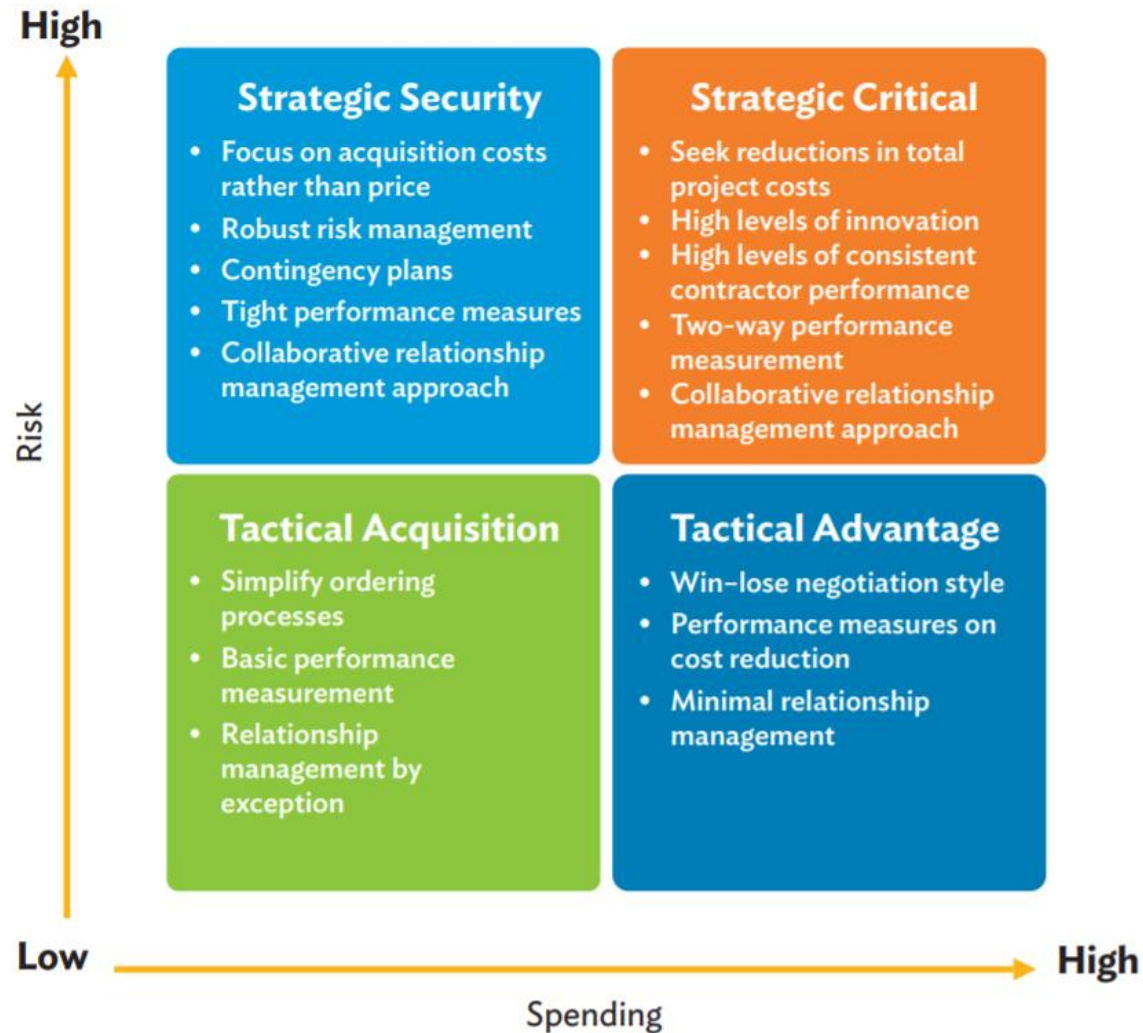 High
Strategic Security
• Focus on acquisition costs
rather than price
• Robust risk management
• Contingency plans
• Tight performance measures
• Collaborative relationship
management approach
Strategic Critical
• Seek reductions in total
project costs
• High levels of innovation
• High levels of consistent
contractor performance
• Two-way performance
measurement
• Collaborative relationship
management approach
Risk
Tactical Acquisition
• Simplify ordering
processes
• Basic performance
measurement
• Relationship
management by
exception
Tactical Advantage
• Win–lose negotiation style
• Performance measures on
cost reduction
• Minimal relationship
management
Low
High
Spending